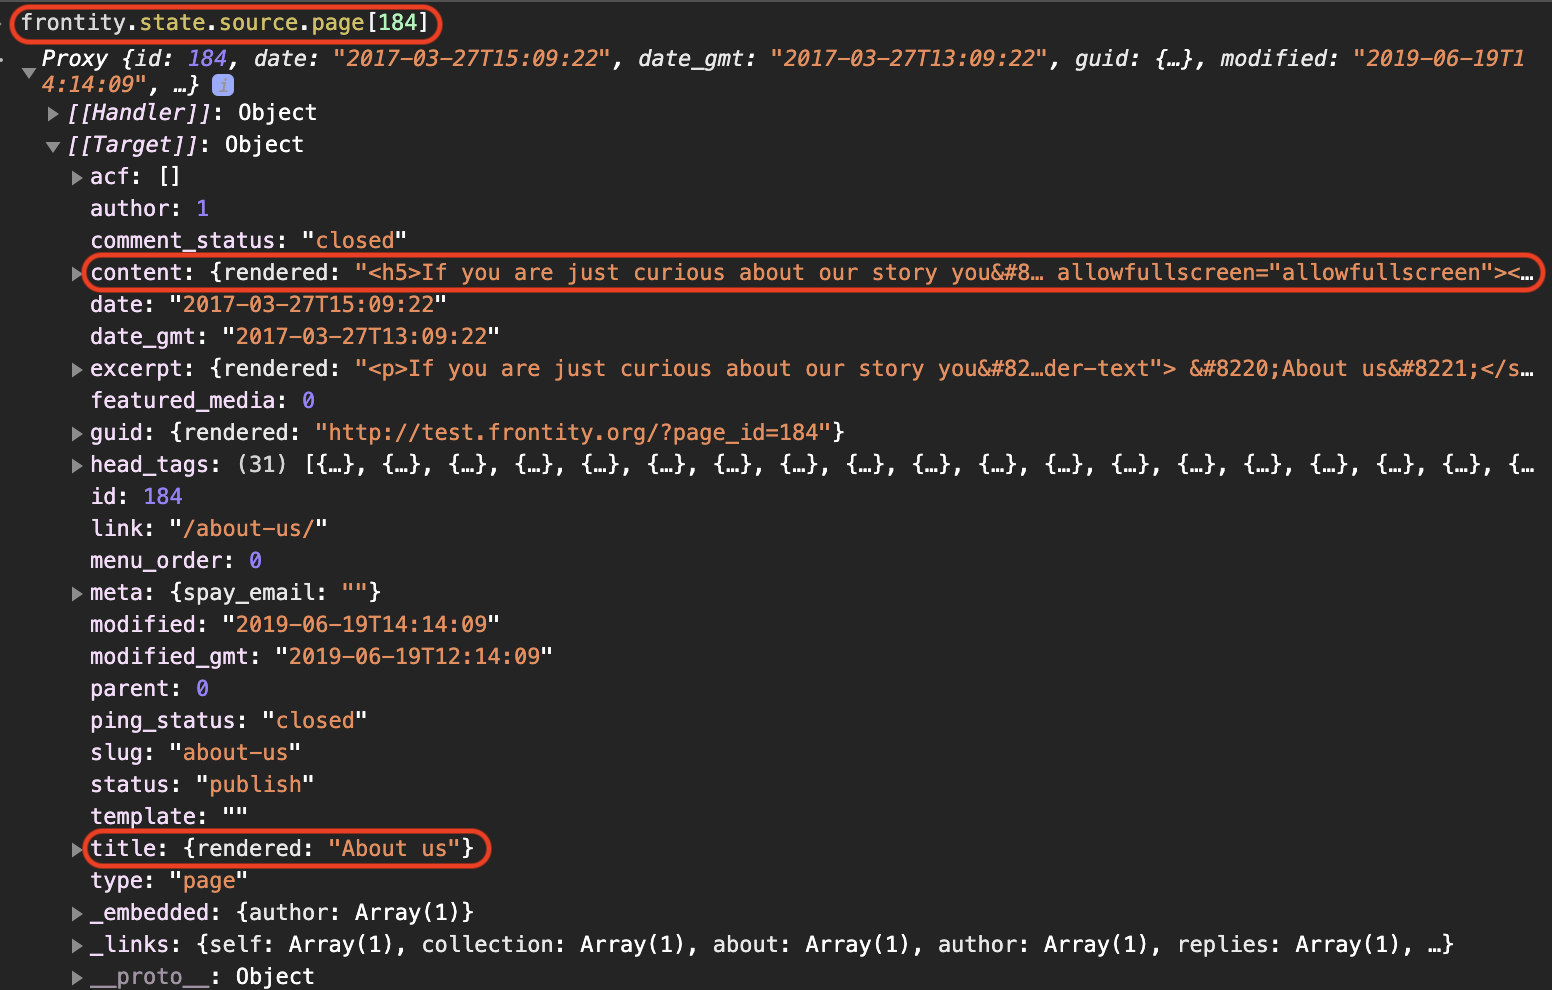 frontity.state.source.page[184]
Proxy {id: 184, date: "2017-03-27T15:09:22", date_gmt: "2017-03-27T13:09:22", guid: {…}, modified: "2019-06-19T1
4:14:09", …} i
[[Handler]]: Object
[[Target]]: Object
acf: []
author: 1
comment_status: "closed"
content: {rendered: "<h5>If you are just curious about our story you&#8… allowfullscreen="allowfullscreen"><…
date: "2017-03-27T15:09:22"
date_gmt: "2017-03-27T13:09:22"
excerpt: {rendered: "<p>If you are just curious about our story you&#82…der-text"> &#8220;About us&#8221;</s…
featured_media: 0
guid: {rendered: "http://test.frontity.org/?page_id=184"}
head_tags: (31) [{…}, {…}, {…}, {…}, {…}, {…}, {…}, {…}, {…}, {…}, {…}, {…}, {…}, {…}, {…}, {…}, {…}, {…}, {…
id: 184
link: "/about-us/"
menu_order: 0
meta: {spay_email: ""}
modified: "2019-06-19T14:14:09"
modified_gmt: "2019-06-19T12:14:09"
parent: 0
ping_status: "closed"
slug: "about-us"
status: "publish"
template: ""
title: {rendered: "About us"}
type: "page"
_embedded: {author: Array(1)}
_links: {self: Array(1), collection: Array(1), about: Array(1), author: Array(1), replies: Array(1), …}
__proto__: Object